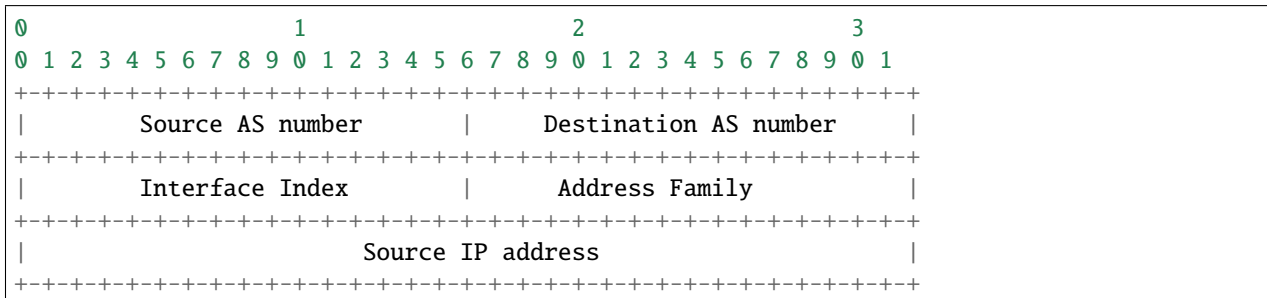 0                   1                   2                   3
0 1 2 3 4 5 6 7 8 9 0 1 2 3 4 5 6 7 8 9 0 1 2 3 4 5 6 7 8 9 0 1
+-+-+-+-+-+-+-+-+-+-+-+-+-+-+-+-+-+-+-+-+-+-+-+-+-+-+-+-+-+-+-+-+
|        Source AS number       |     Destination AS number     |
+-+-+-+-+-+-+-+-+-+-+-+-+-+-+-+-+-+-+-+-+-+-+-+-+-+-+-+-+-+-+-+-+
|        Interface Index        |      Address Family           |
+-+-+-+-+-+-+-+-+-+-+-+-+-+-+-+-+-+-+-+-+-+-+-+-+-+-+-+-+-+-+-+-+
|                        Source IP address                      |
+-+-+-+-+-+-+-+-+-+-+-+-+-+-+-+-+-+-+-+-+-+-+-+-+-+-+-+-+-+-+-+-+